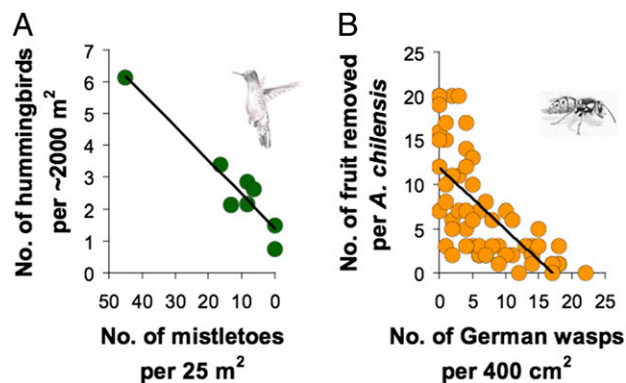 A
No. of hummingbirds
per ~2000 m²
7
6
5
4
3
2
1
0
50 40 30 20 10 0
No. of mistletoes
per 25 m²
B
No. of fruit removed
per A. chilensis
25
20
15
10
5
0
0 5 10 15 20 25
No. of German wasps
per 400 cm²